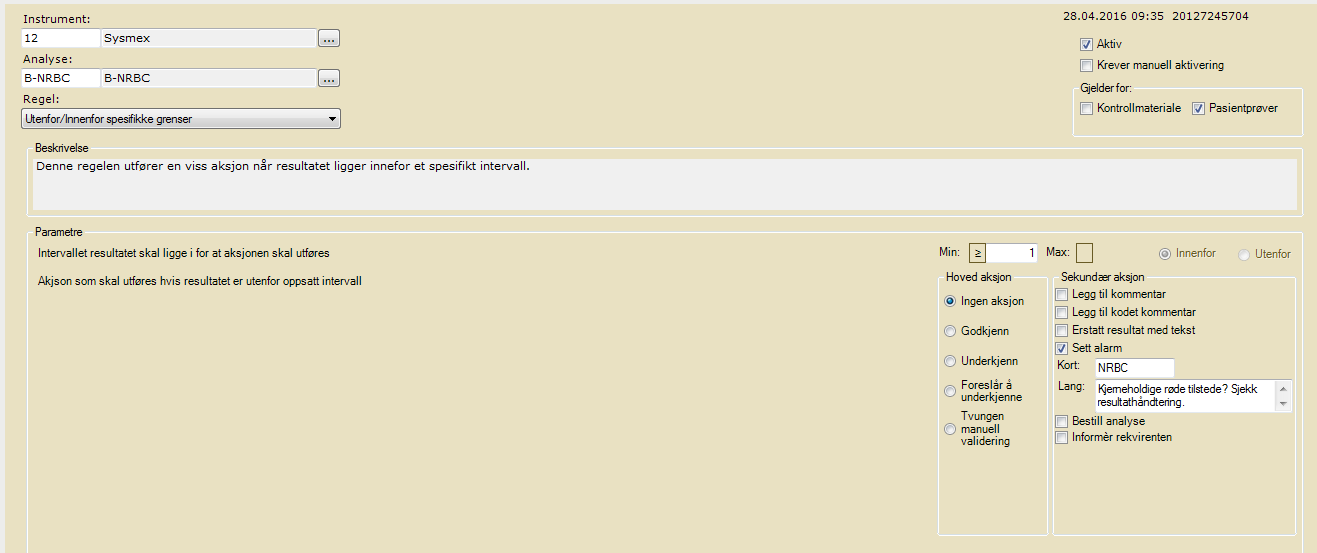 Instrument:
28.04.2016 09:35 20127245704
12 Sysmex ...
Aktiv
Analyse:
Krever manuell aktivering
B-NRBC B-NRBC ...
Gjelder for:
Regel:
Kontrollmateriale Pasientprøver
Utenfor/Innenfor spesifikke grenser
Beskrivelse
Denne regelen utfører en viss aksjon når resultatet ligger innefor et spesifikt intervall.
Parametre
Intervallet resultatet skal ligge i for at aksjonen skal utføres
Min: ≥ 1 Max: Innenfor Utenfor
Akjson som skal utføres hvis resultatet er utenfor oppsatt intervall
Hoved aksjon
Ingen aksjon
Godkjenn
Underkjenn
Foreslår å
underkjenne
Tvungen
manuell
validering
Sekundær aksjon
Legg til kommentar
Legg til kodet kommentar
Erstatt resultat med tekst
Sett alarm
Kort: NRBC
Lang: Kjerneholdige røde tilstede? Sjekk
resultathåndtering.
Bestill analyse
Informèr rekvirenten